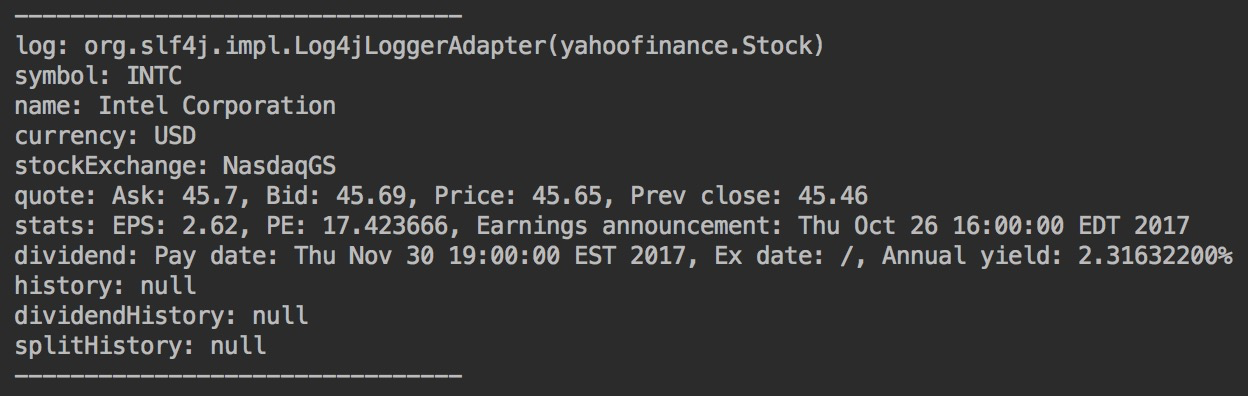 --------------------------------
log: org.slf4j.impl.Log4jLoggerAdapter(yahoofinance.Stock)
symbol: INTC
name: Intel Corporation
currency: USD
stockExchange: NasdaqGS
quote: Ask: 45.7, Bid: 45.69, Price: 45.65, Prev close: 45.46
stats: EPS: 2.62, PE: 17.423666, Earnings announcement: Thu Oct 26 16:00:00 EDT 2017
dividend: Pay date: Thu Nov 30 19:00:00 EST 2017, Ex date: /, Annual yield: 2.31632200%
history: null
dividendHistory: null
splitHistory: null
--------------------------------